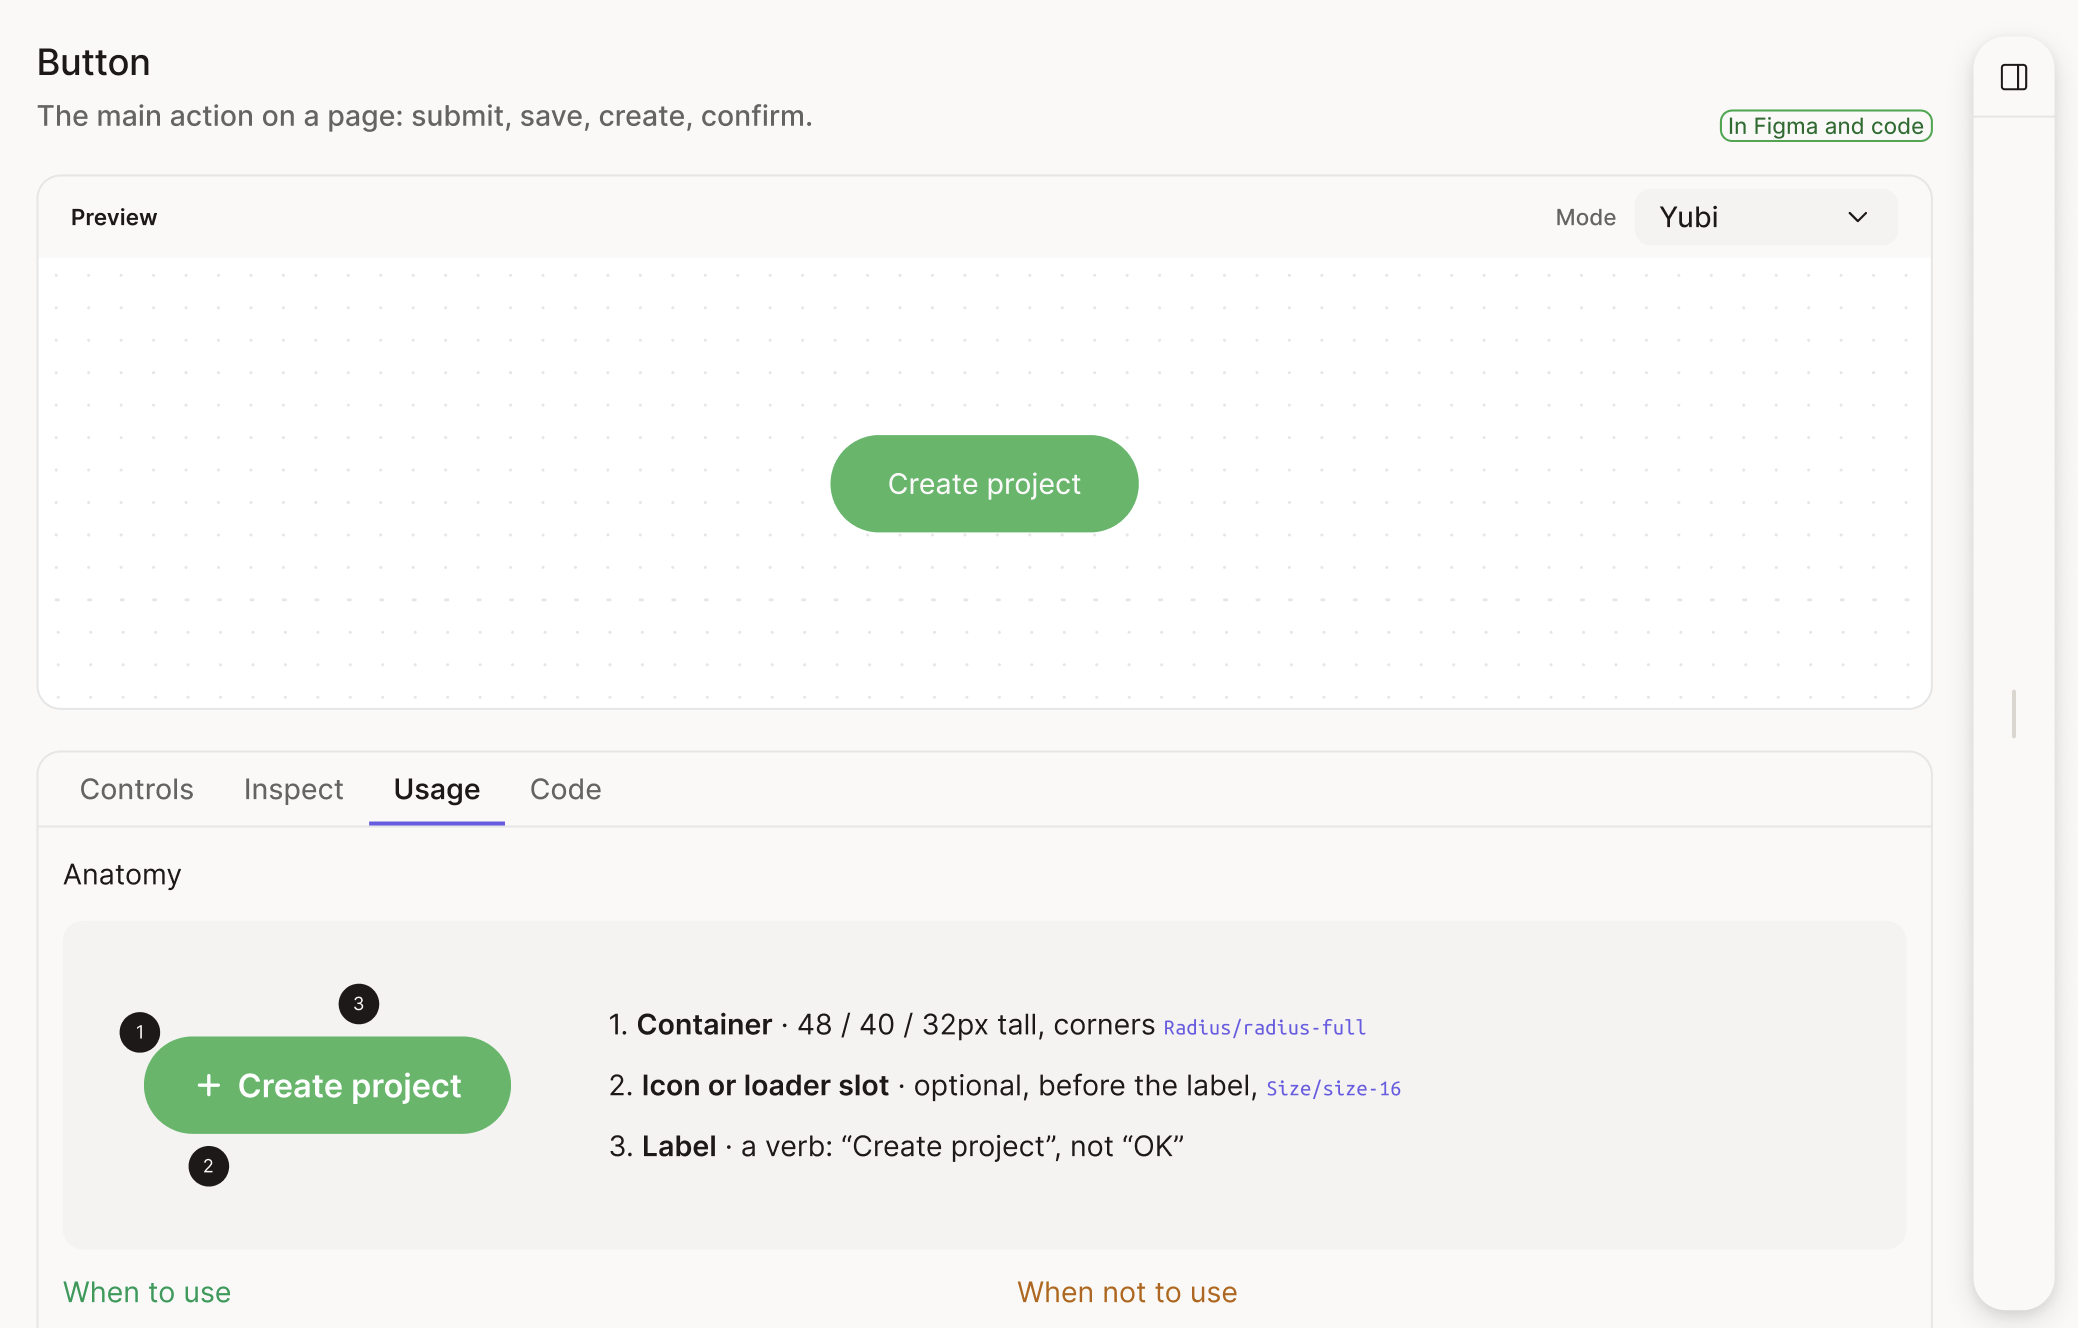 Button
The main action on a page: submit, save, create, confirm.
In Figma and code
Preview
Mode
Yubi
Create project
Controls
Inspect
Usage
Code
Anatomy
1
3
+ Create project
2
1. Container · 48 / 40 / 32px tall, corners Radius/radius-full
2. Icon or loader slot · optional, before the label, Size/size-16
3. Label · a verb: “Create project”, not “OK”
When to use
When not to use